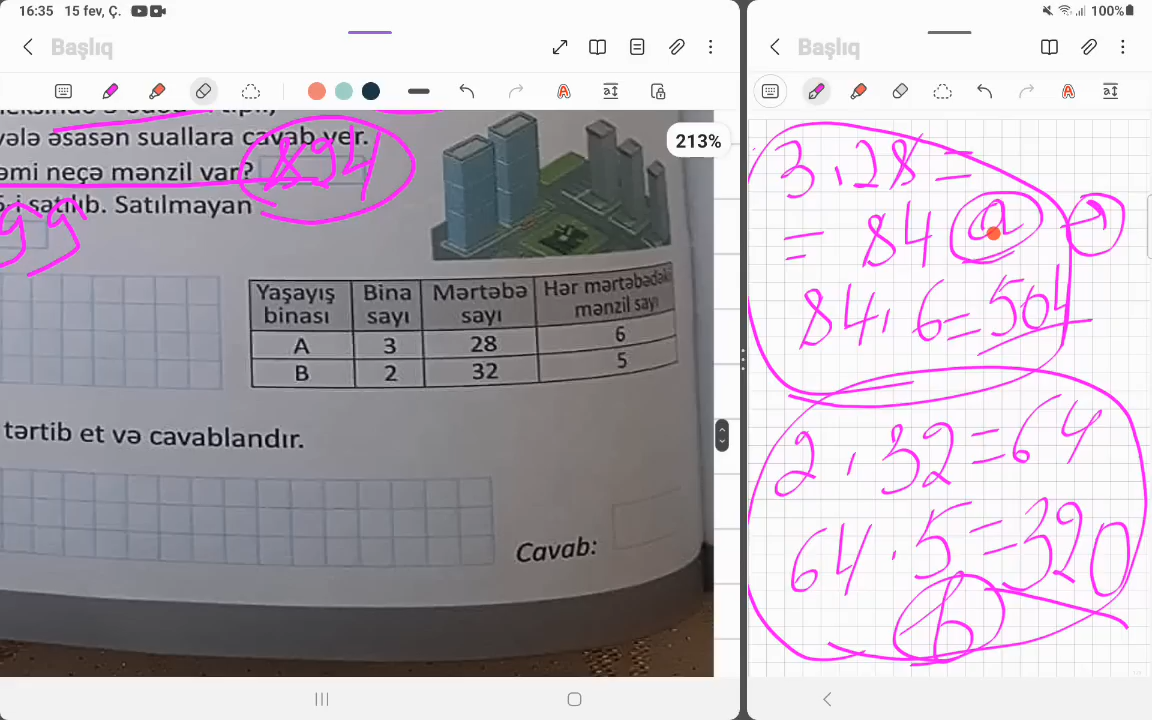 16:35 15 fev, Ç.
100%
Başlıq
Başlıq
213%
vələ əsasən suallara cavab ver.
əmi neçə mənzil var? 894
-i satılıb. Satılmayan
99
Yaşayış binası Bina sayı Mərtəbə sayı Hər mərtəbədəki mənzil sayı
A 3 28 6
B 2 32 5
tərtib et və cavablandır.
Cavab:
3 · 28 =
= 84 a
84 · 6 = 504
2 · 32 = 64
64 · 5 = 320
b